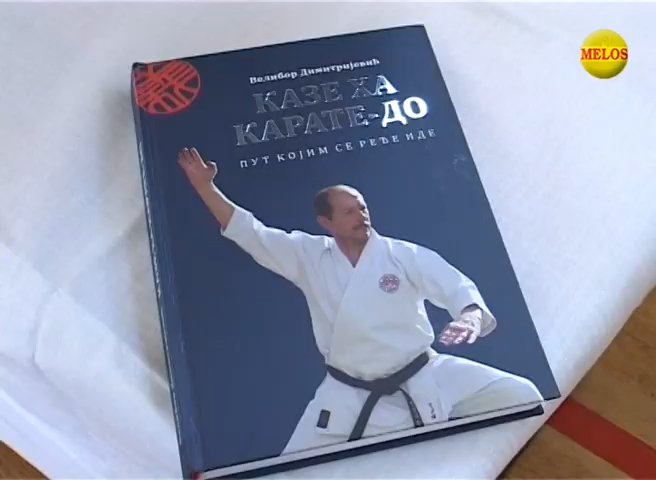 MELOS
Велибор Димитријевић
КАЗЕ ХА
КАРАТЕ-ДО
ПУТ КОЈИМ СЕ РЕЂЕ ИДЕ